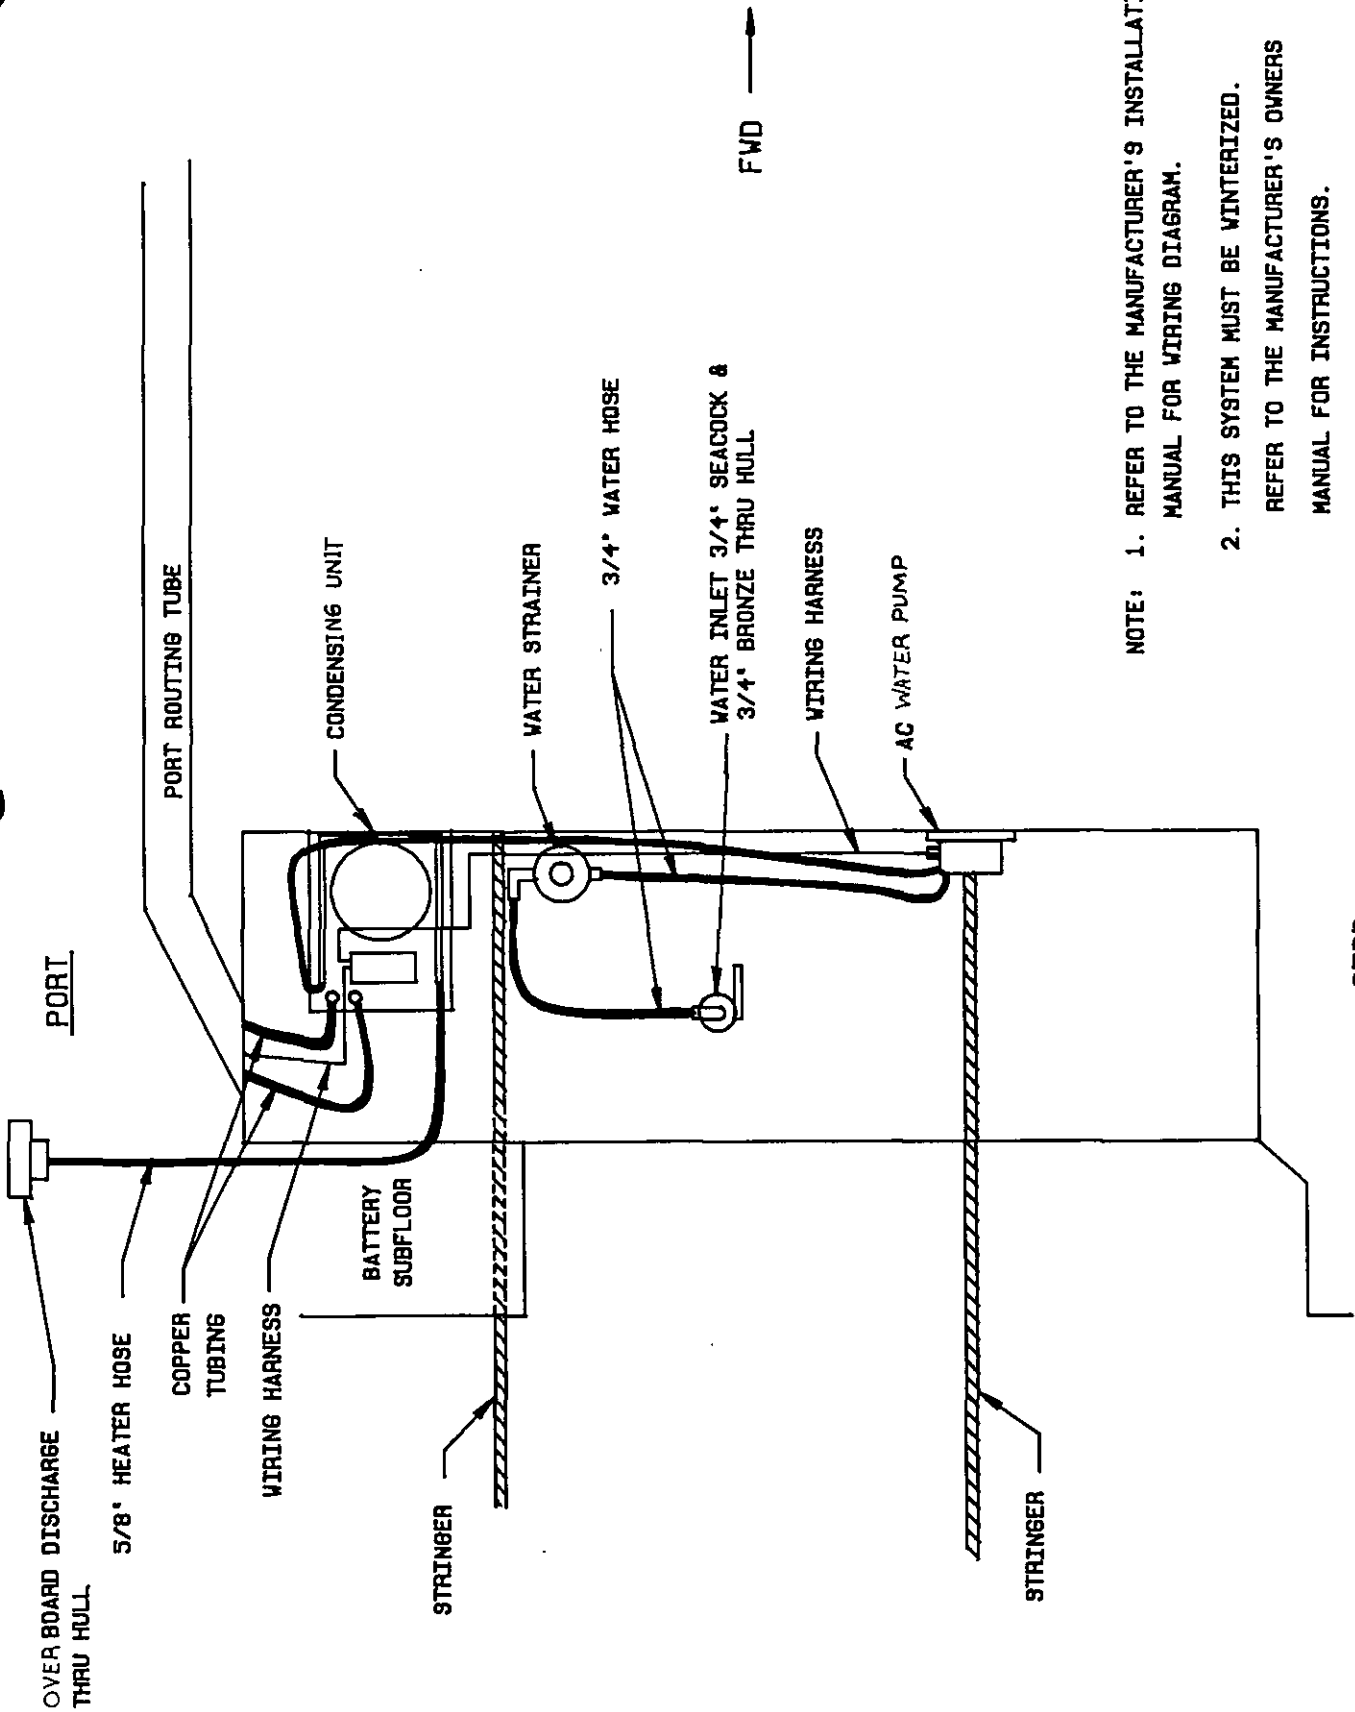 OVER BOARD DISCHARGE
THRU HULL
5/8" HEATER HOSE
COPPER
TUBING
WIRING HARNESS
BATTERY
SUBFLOOR
STRINGER
STRINGER
PORT
PORT ROUTING TUBE
CONDENSING UNIT
WATER STRAINER
3/4" WATER HOSE
WATER INLET 3/4" SEACOCK &
3/4" BRONZE THRU HULL
WIRING HARNESS
AC WATER PUMP
FWD
NOTE: 1. REFER TO THE MANUFACTURER'S
MANUAL FOR WIRING DIAGRAM.
2. THIS SYSTEM MUST BE WINTERIZED.
REFER TO THE MANUFACTURER'S OWNERS
MANUAL FOR INSTRUCTIONS.